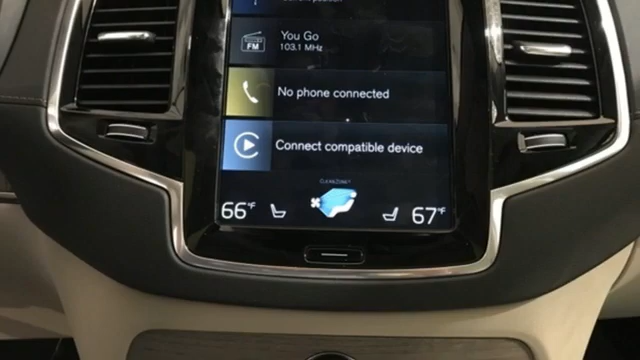 You Go
FM
103.1 MHz
No phone connected
Connect compatible device
CLEANZONE
66°F
67°F